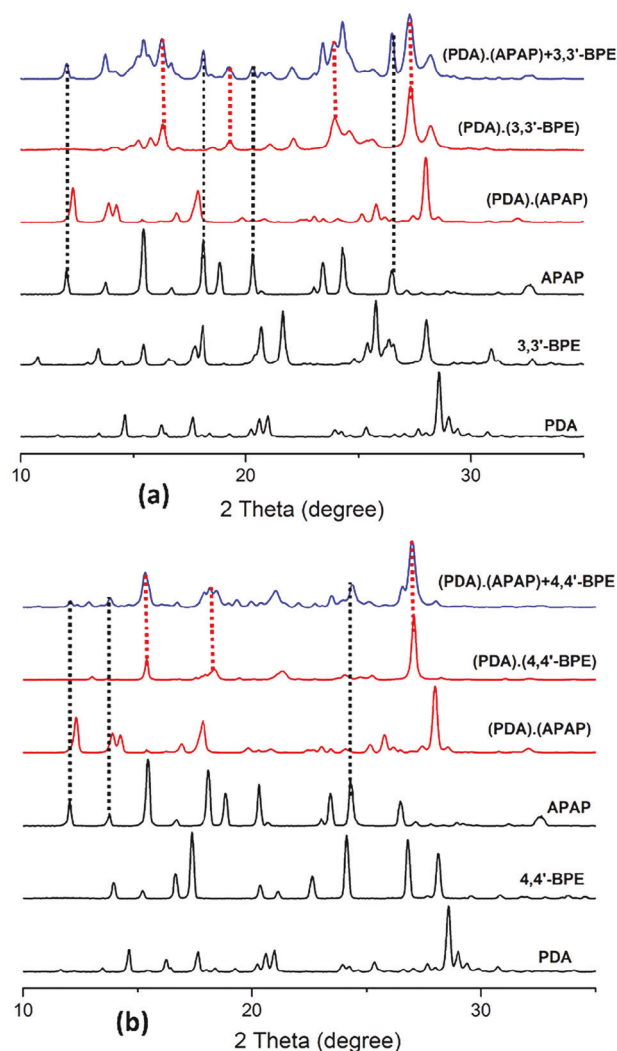 (PDA).(APAP)+3,3'-BPE
(PDA).(3,3'-BPE)
(PDA).(APAP)
APAP
3,3'-BPE
PDA
10 20 30
(a)
2 Theta (degree)
(PDA).(APAP)+4,4'-BPE
(PDA).(4,4'-BPE)
(PDA).(APAP)
APAP
4,4'-BPE
PDA
10 20 30
(b)
2 Theta (degree)